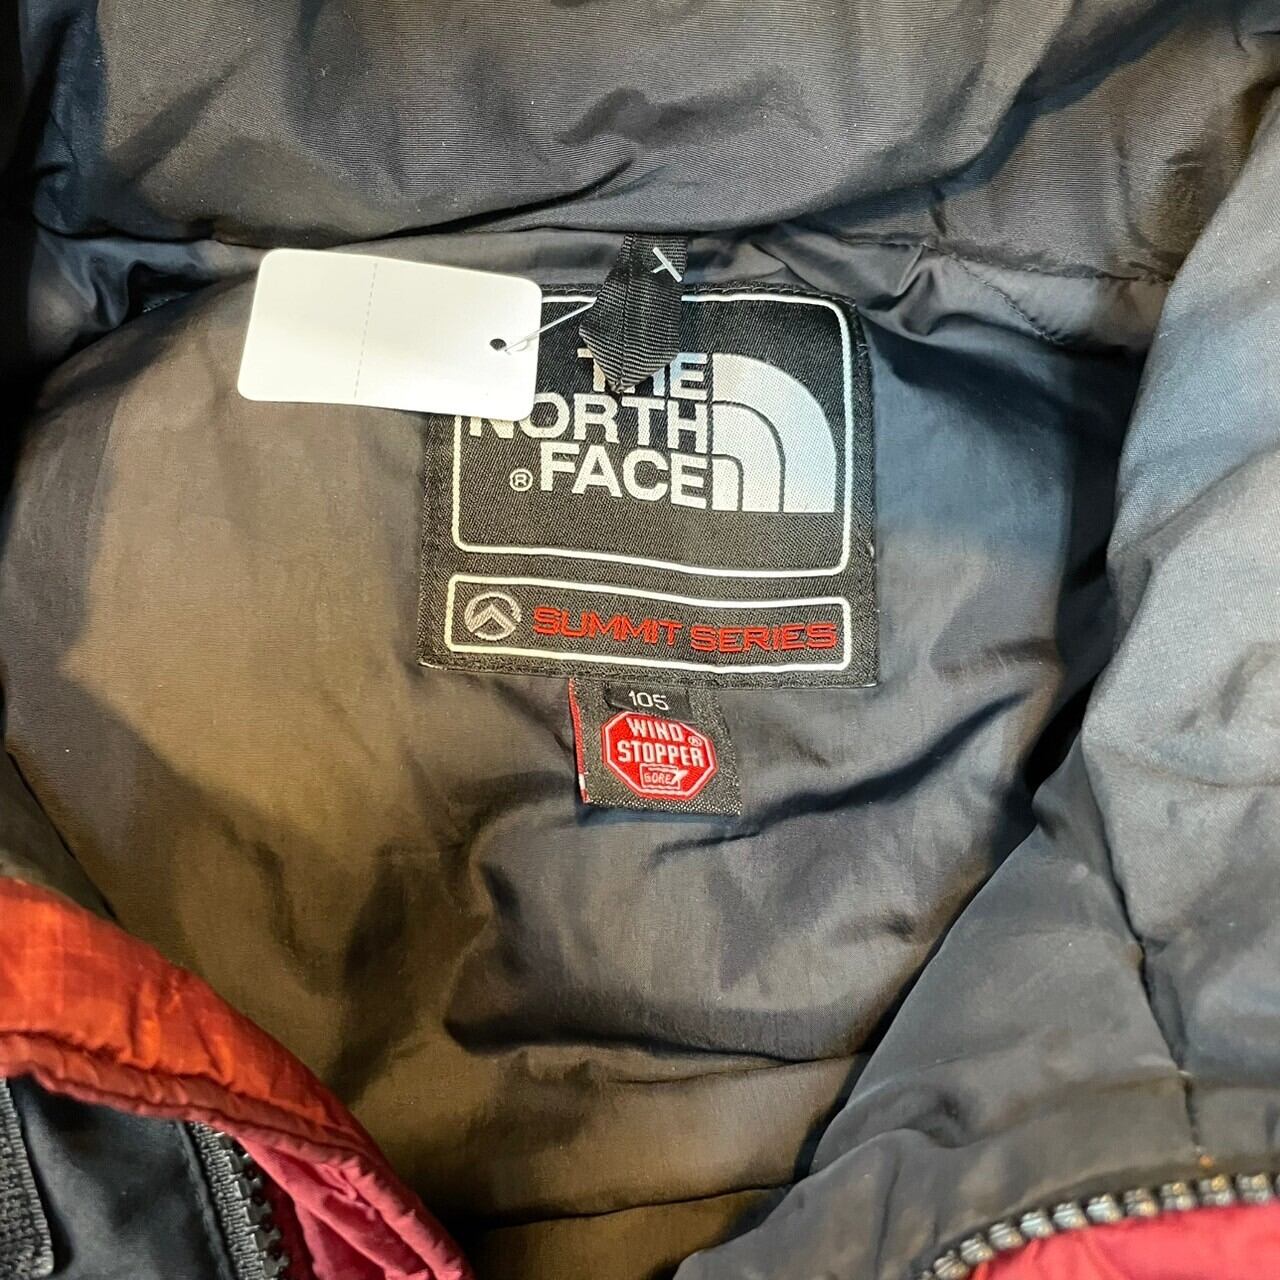 THE
NORTH
® FACE
SUMMIT SERIES
105
WIND
STOPPER®
GORE